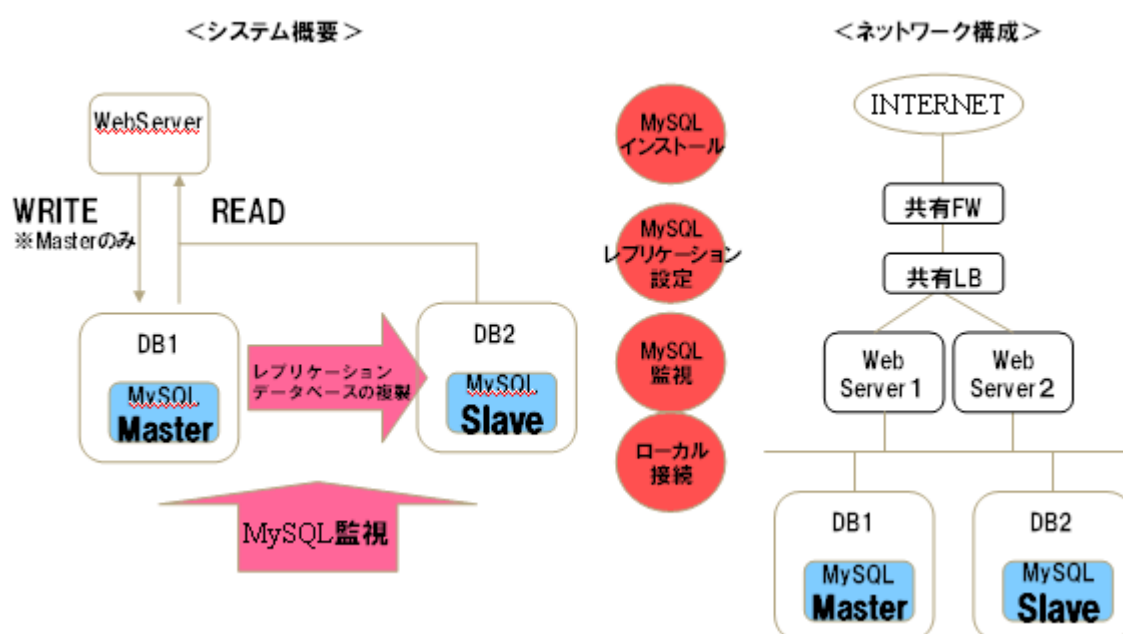 ＜システム概要＞
WebServer
WRITE
※Masterのみ
READ
DB1
MySQL
Master
レプリケーション
データベースの複製
DB2
MySQL
Slave
MySQL監視
MySQL
インストール
MySQL
レプリケーション
設定
MySQL
監視
ローカル
接続
＜ネットワーク構成＞
INTERNET
共有FW
共有LB
Web
Server1
Web
Server2
DB1
MySQL
Master
DB2
MySQL
Slave